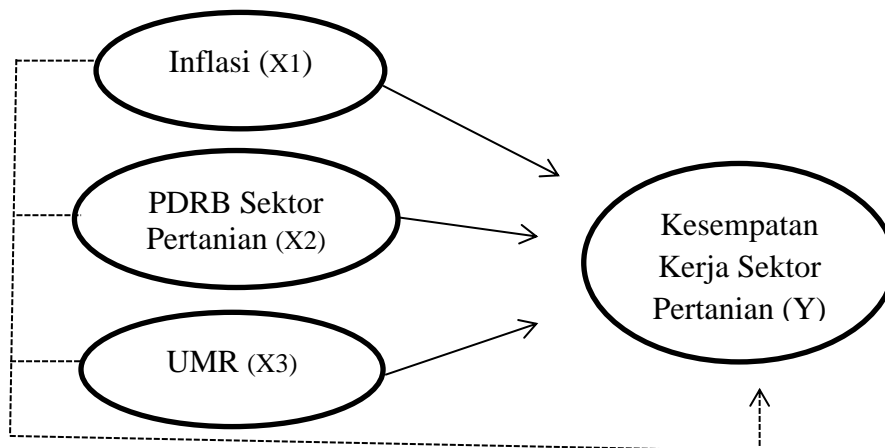 Inflasi (X1)
PDRB Sektor
Pertanian (X2)
UMR (X3)
Kesempatan
Kerja Sektor
Pertanian (Y)